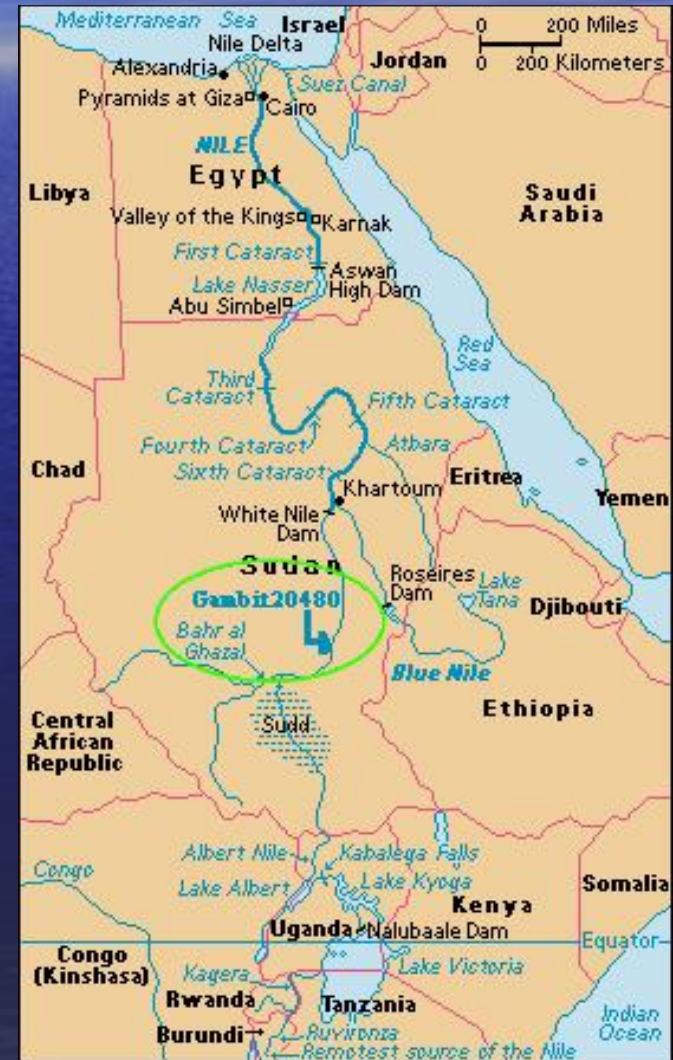 Mediterranean Sea
Israel
0 200 Miles
0 200 Kilometers
Nile Delta
Jordan
Alexandria
Suez Canal
Pyramids at Giza
Cairo
NILE
Egypt
Libya
Saudi
Arabia
Valley of the Kings
Karnak
First Cataract
Aswan
High Dam
Lake Nasser
Abu Simbel
Red
Sea
Third
Cataract
Fifth Cataract
Fourth Cataract
Atbara
Sixth Cataract
Chad
Eritrea
Khartoum
Yemen
White Nile
Dam
Sudan
Roseires
Dam
Lake
Tana
Gambit20480
Djibouti
Bahr al
Ghazal
Blue Nile
Ethiopia
Central
African
Republic
Sudd
Albert Nile
Kabalega Falls
Congo
Lake Albert
Lake Kyoga
Somalia
Kenya
Uganda
Nalubaale Dam
Equator
Congo
(Kinshasa)
Lake Victoria
Kagera
Rwanda
Tanzania
Indian
Ocean
Burundi
Ruvironza
Remotest source of the Nile